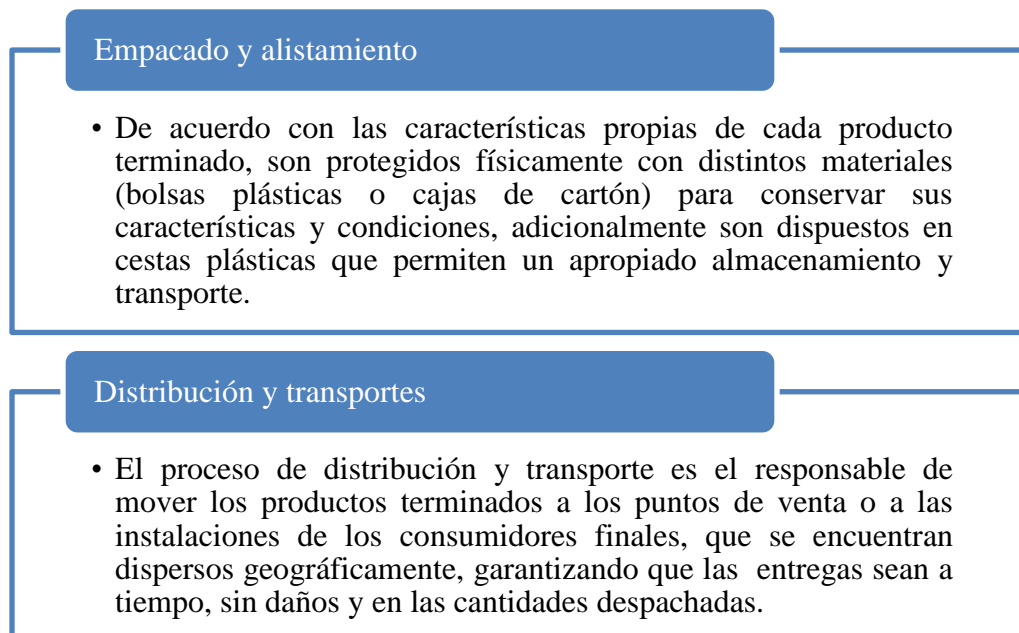 Empacado y alistamiento
• De acuerdo con las características propias de cada producto
terminado, son protegidos físicamente con distintos materiales
(bolsas plásticas o cajas de cartón) para conservar sus
características y condiciones, adicionalmente son dispuestos en
cestas plásticas que permiten un apropiado almacenamiento y
transporte.
Distribución y transportes
• El proceso de distribución y transporte es el responsable de
mover los productos terminados a los puntos de venta o a las
instalaciones de los consumidores finales, que se encuentran
dispersos geográficamente, garantizando que las entregas sean a
tiempo, sin daños y en las cantidades despachadas.